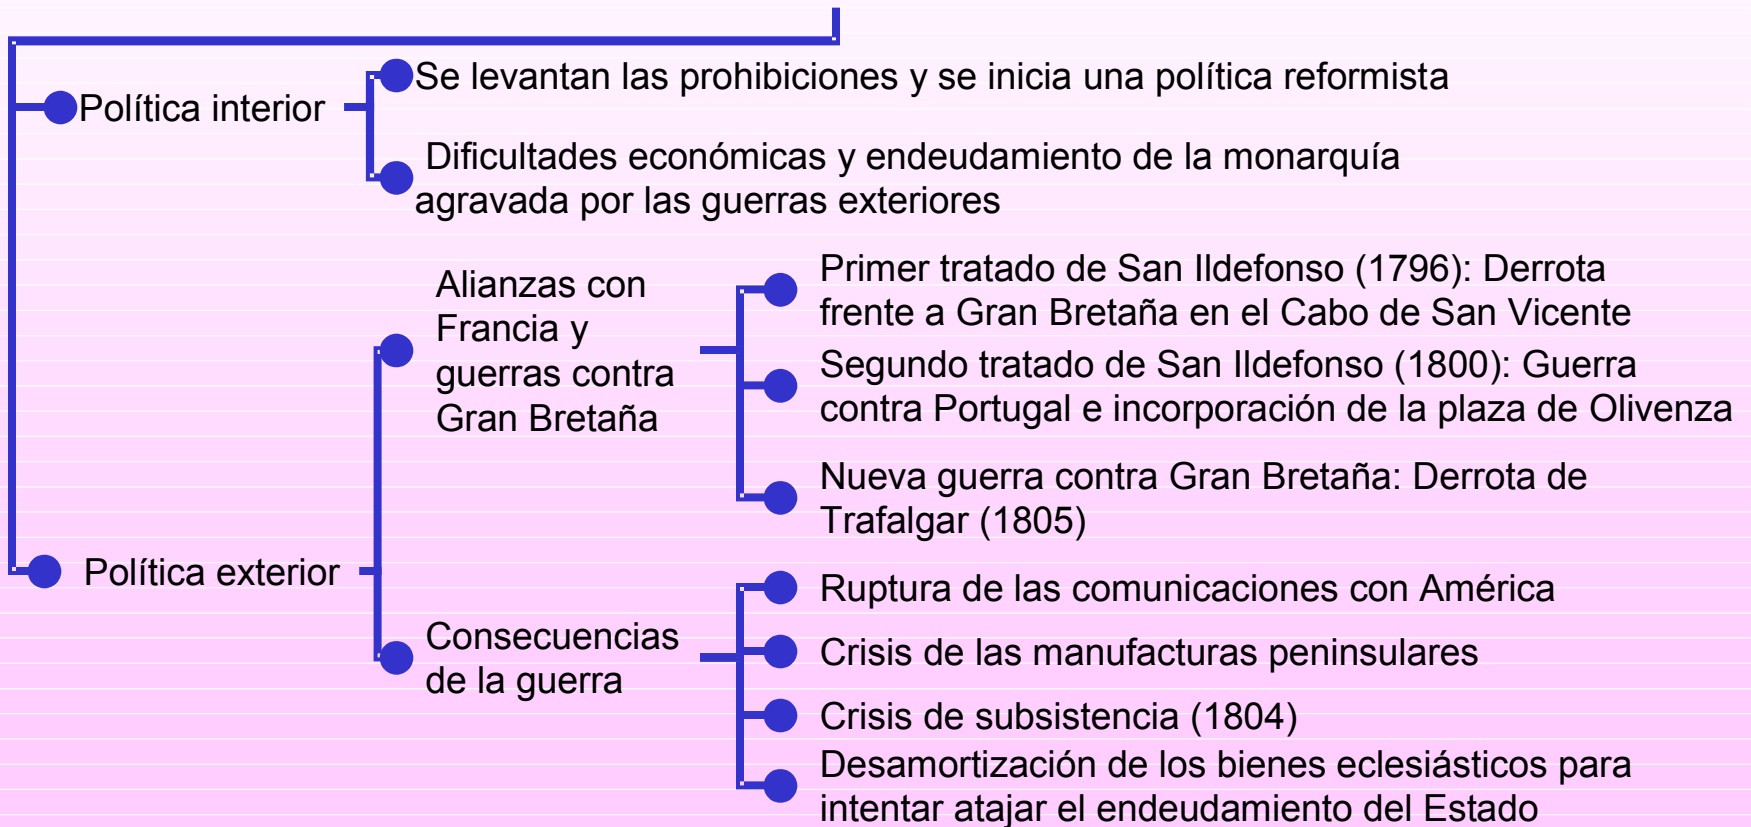 Política interior
Se levantan las prohibiciones y se inicia una política reformista
Dificultades económicas y endeudamiento de la monarquía
agravada por las guerras exteriores
Política exterior
Alianzas con
Francia y
guerras contra
Gran Bretaña
Primer tratado de San Ildefonso (1796): Derrota
frente a Gran Bretaña en el Cabo de San Vicente
Segundo tratado de San Ildefonso (1800): Guerra
contra Portugal e incorporación de la plaza de Olivenza
Nueva guerra contra Gran Bretaña: Derrota de
Trafalgar (1805)
Consecuencias
de la guerra
Ruptura de las comunicaciones con América
Crisis de las manufacturas peninsulares
Crisis de subsistencia (1804)
Desamortización de los bienes eclesiásticos para
intentar atajar el endeudamiento del Estado